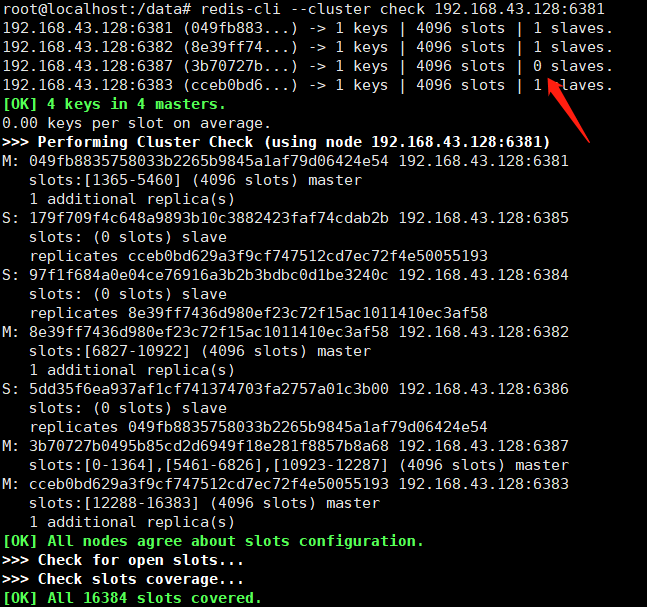 root@localhost:/data# redis-cli --cluster check 192.168.43.128:6381
192.168.43.128:6381 (049fb883...) -> 1 keys | 4096 slots | 1 slaves.
192.168.43.128:6382 (8e39ff74...) -> 1 keys | 4096 slots | 1 slaves.
192.168.43.128:6387 (3b70727b...) -> 1 keys | 4096 slots | 0 slaves.
192.168.43.128:6383 (cceb0bd6...) -> 1 keys | 4096 slots | 1 slaves.
[OK] 4 keys in 4 masters.
0.00 keys per slot on average.
>>> Performing Cluster Check (using node 192.168.43.128:6381)
M: 049fb8835758033b2265b9845a1af79d06424e54 192.168.43.128:6381
   slots:[1365-5460] (4096 slots) master
   1 additional replica(s)
S: 179f709f4c648a9893b10c3882423faf74cdab2b 192.168.43.128:6385
   slots: (0 slots) slave
   replicates cceb0bd629a3f9cf747512cd7ec72f4e50055193
S: 97f1f684a0e04ce76916a3b2b3bdbc0d1be3240c 192.168.43.128:6384
   slots: (0 slots) slave
   replicates 8e39ff7436d980ef23c72f15ac1011410ec3af58
M: 8e39ff7436d980ef23c72f15ac1011410ec3af58 192.168.43.128:6382
   slots:[6827-10922] (4096 slots) master
   1 additional replica(s)
S: 5dd35f6ea937af1cf741374703fa2757a01c3b00 192.168.43.128:6386
   slots: (0 slots) slave
   replicates 049fb8835758033b2265b9845a1af79d06424e54
M: 3b70727b0495b85cd2d6949f18e281f8857b8a68 192.168.43.128:6387
   slots:[0-1364],[5461-6826],[10923-12287] (4096 slots) master
M: cceb0bd629a3f9cf747512cd7ec72f4e50055193 192.168.43.128:6383
   slots:[12288-16383] (4096 slots) master
   1 additional replica(s)
[OK] All nodes agree about slots configuration.
>>> Check for open slots...
>>> Check slots coverage...
[OK] All 16384 slots covered.